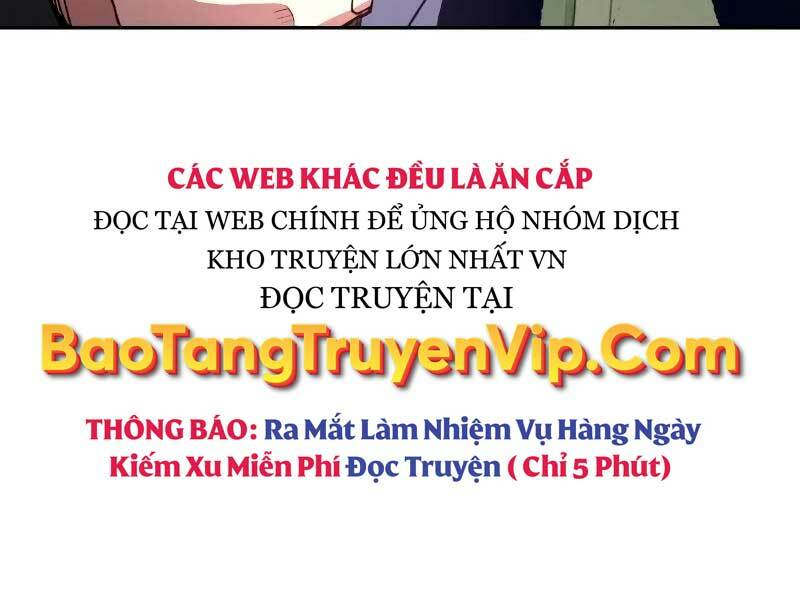 CÁC WEB KHÁC ĐỀU LÀ ĂN CẮP
ĐỌC TẠI WEB CHÍNH ĐỂ ỦNG HỘ NHÓM DỊCH
KHO TRUYỆN LỚN NHẤT VN
ĐỌC TRUYỆN TẠI
BaoTangTruyenVip.Com
THÔNG BÁO: Ra Mắt Làm Nhiệm Vụ Hàng Ngày
Kiếm Xu Miễn Phí Đọc Truyện ( Chỉ 5 Phút)